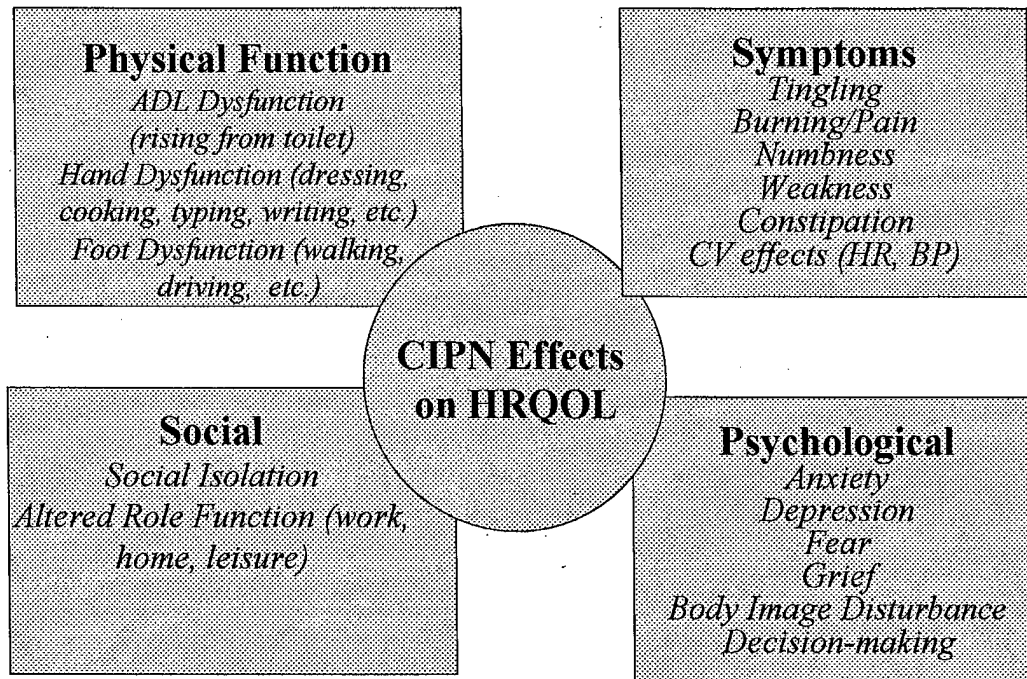 Physical Function
ADL Dysfunction
(rising from toilet)
Hand Dysfunction (dressing,
cooking, typing, writing, etc.)
Foot Dysfunction (walking,
driving, etc.)
Symptoms
Tingling
Burning/Pain
Numbness
Weakness
Constipation
CV effects (HR, BP)
CIPN Effects
on HRQOL
Social
Social Isolation
Altered Role Function (work,
home, leisure)
Psychological
Anxiety
Depression
Fear
Grief
Body Image Disturbance
Decision-making